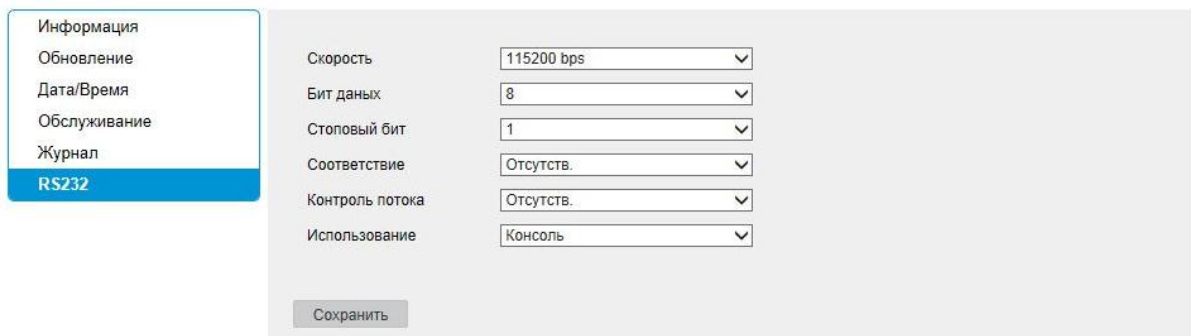 Информация
Обновление
Дата/Время
Обслуживание
Журнал
RS232
Скорость 115200 bps
Бит даных 8
Стоповый бит 1
Соответствие Отсутств.
Контроль потока Отсутств.
Использование Консоль
Сохранить